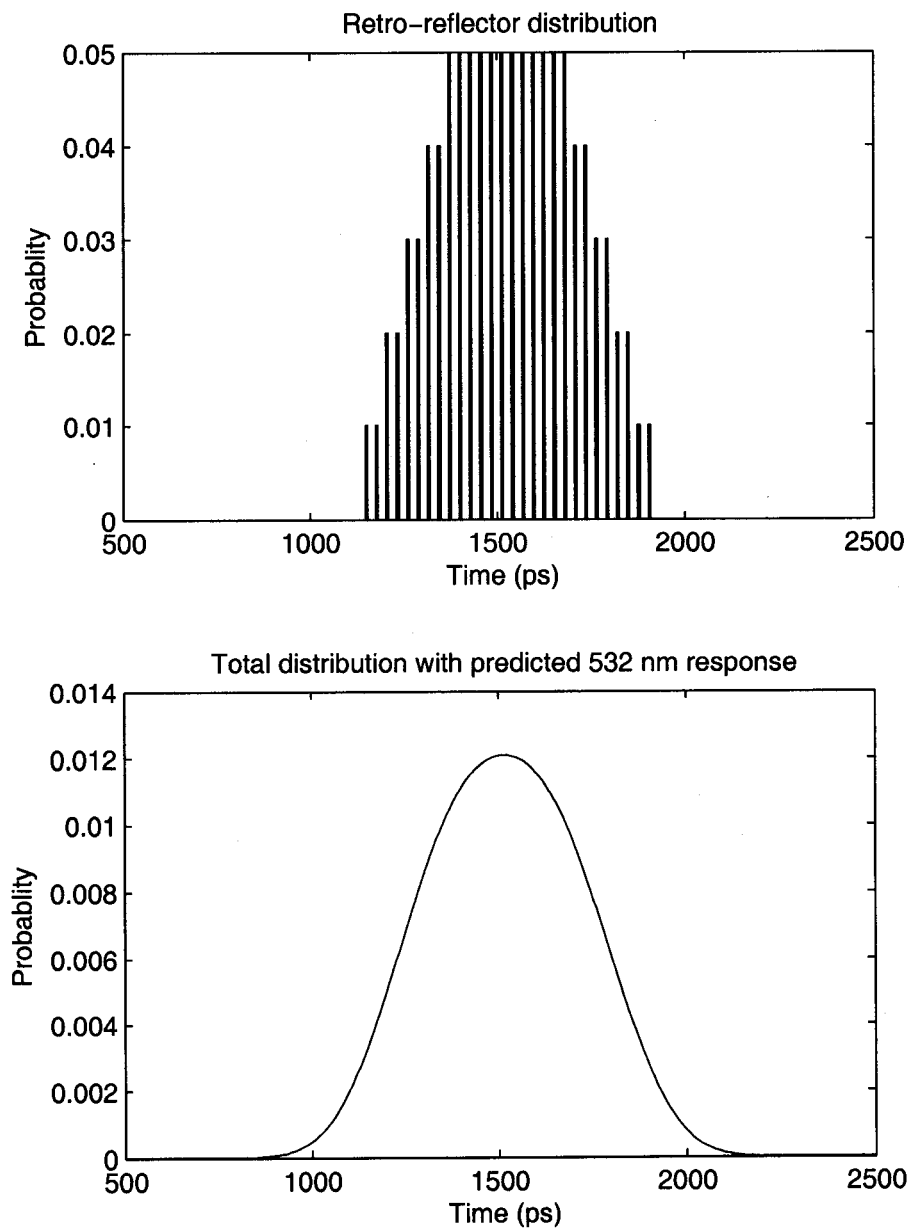 Retro-reflector distribution
0.05
0.04
0.03
0.02
0.01
0
Probablity
500 1000 1500 2000 2500
Time (ps)
Total distribution with predicted 532 nm response
0.014
0.012
0.01
0.008
0.006
0.004
0.002
0
Probablity
500 1000 1500 2000 2500
Time (ps)